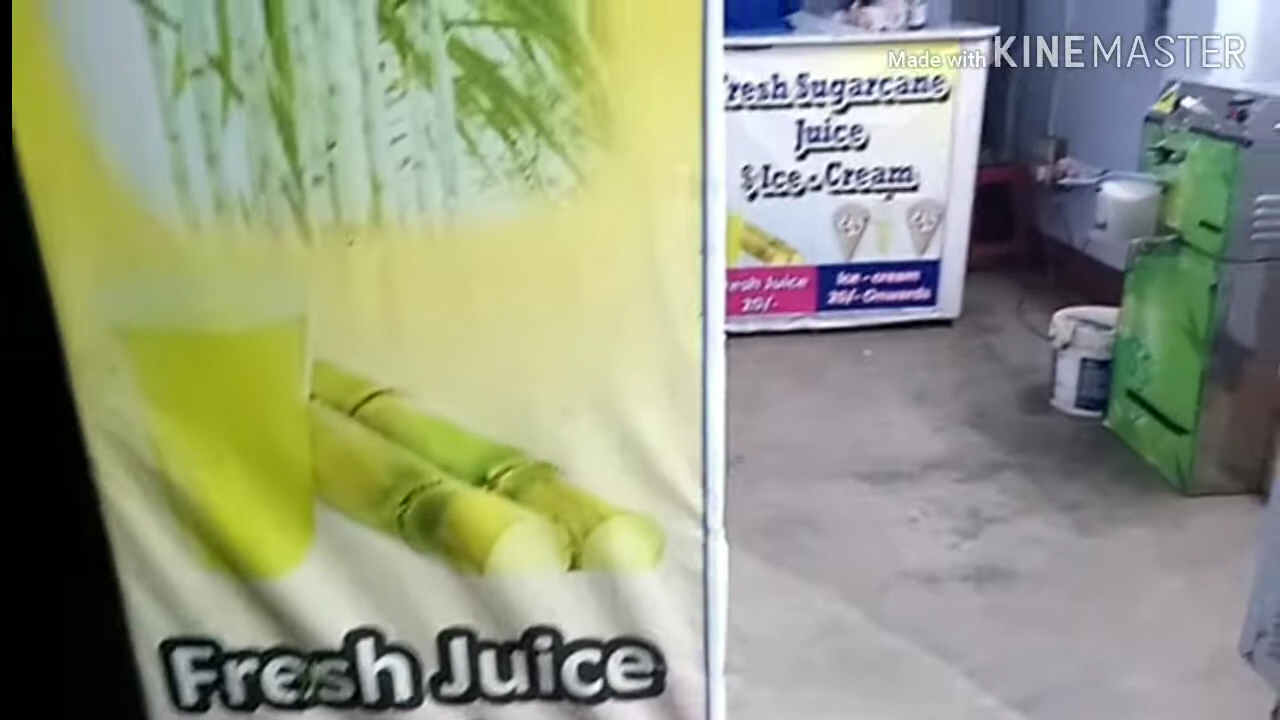 Made with KINEMASTER
Fresh Sugarcane
Juice
& Ice-Cream
Fresh Juice
20/-
Ice-cream
20/- Onwards
Fresh Juice